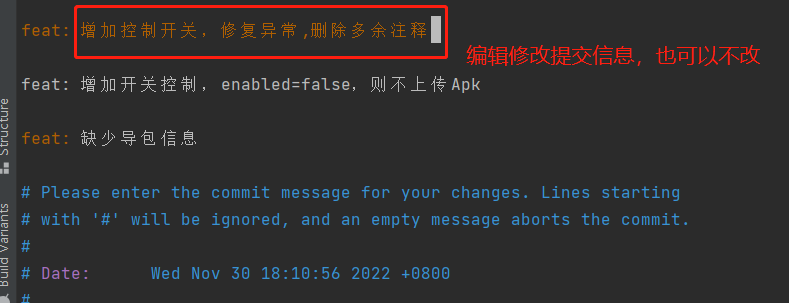 feat: 增加控制开关，修复异常,删除多余注释
编辑修改提交信息，也可以不改
feat: 增加开关控制，enabled=false，则不上传Apk
feat: 缺少导包信息
# Please enter the commit message for your changes. Lines starting
# with '#' will be ignored, and an empty message aborts the commit.
#
# Date:      Wed Nov 30 18:10:56 2022 +0800
#
Structure
Build Variants